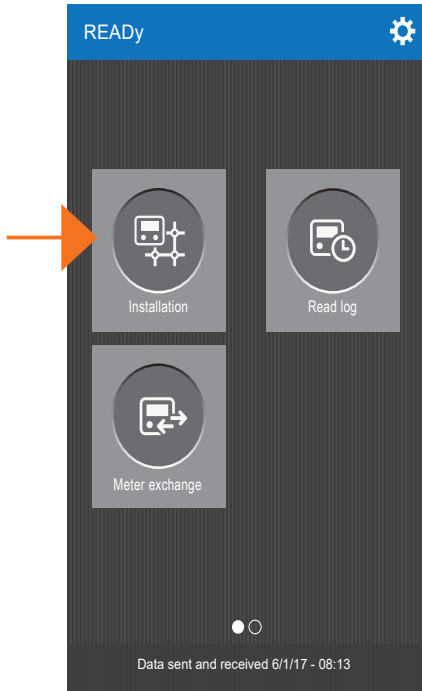 READy
Installation
Read log
Meter exchange
Data sent and received 6/1/17 - 08:13